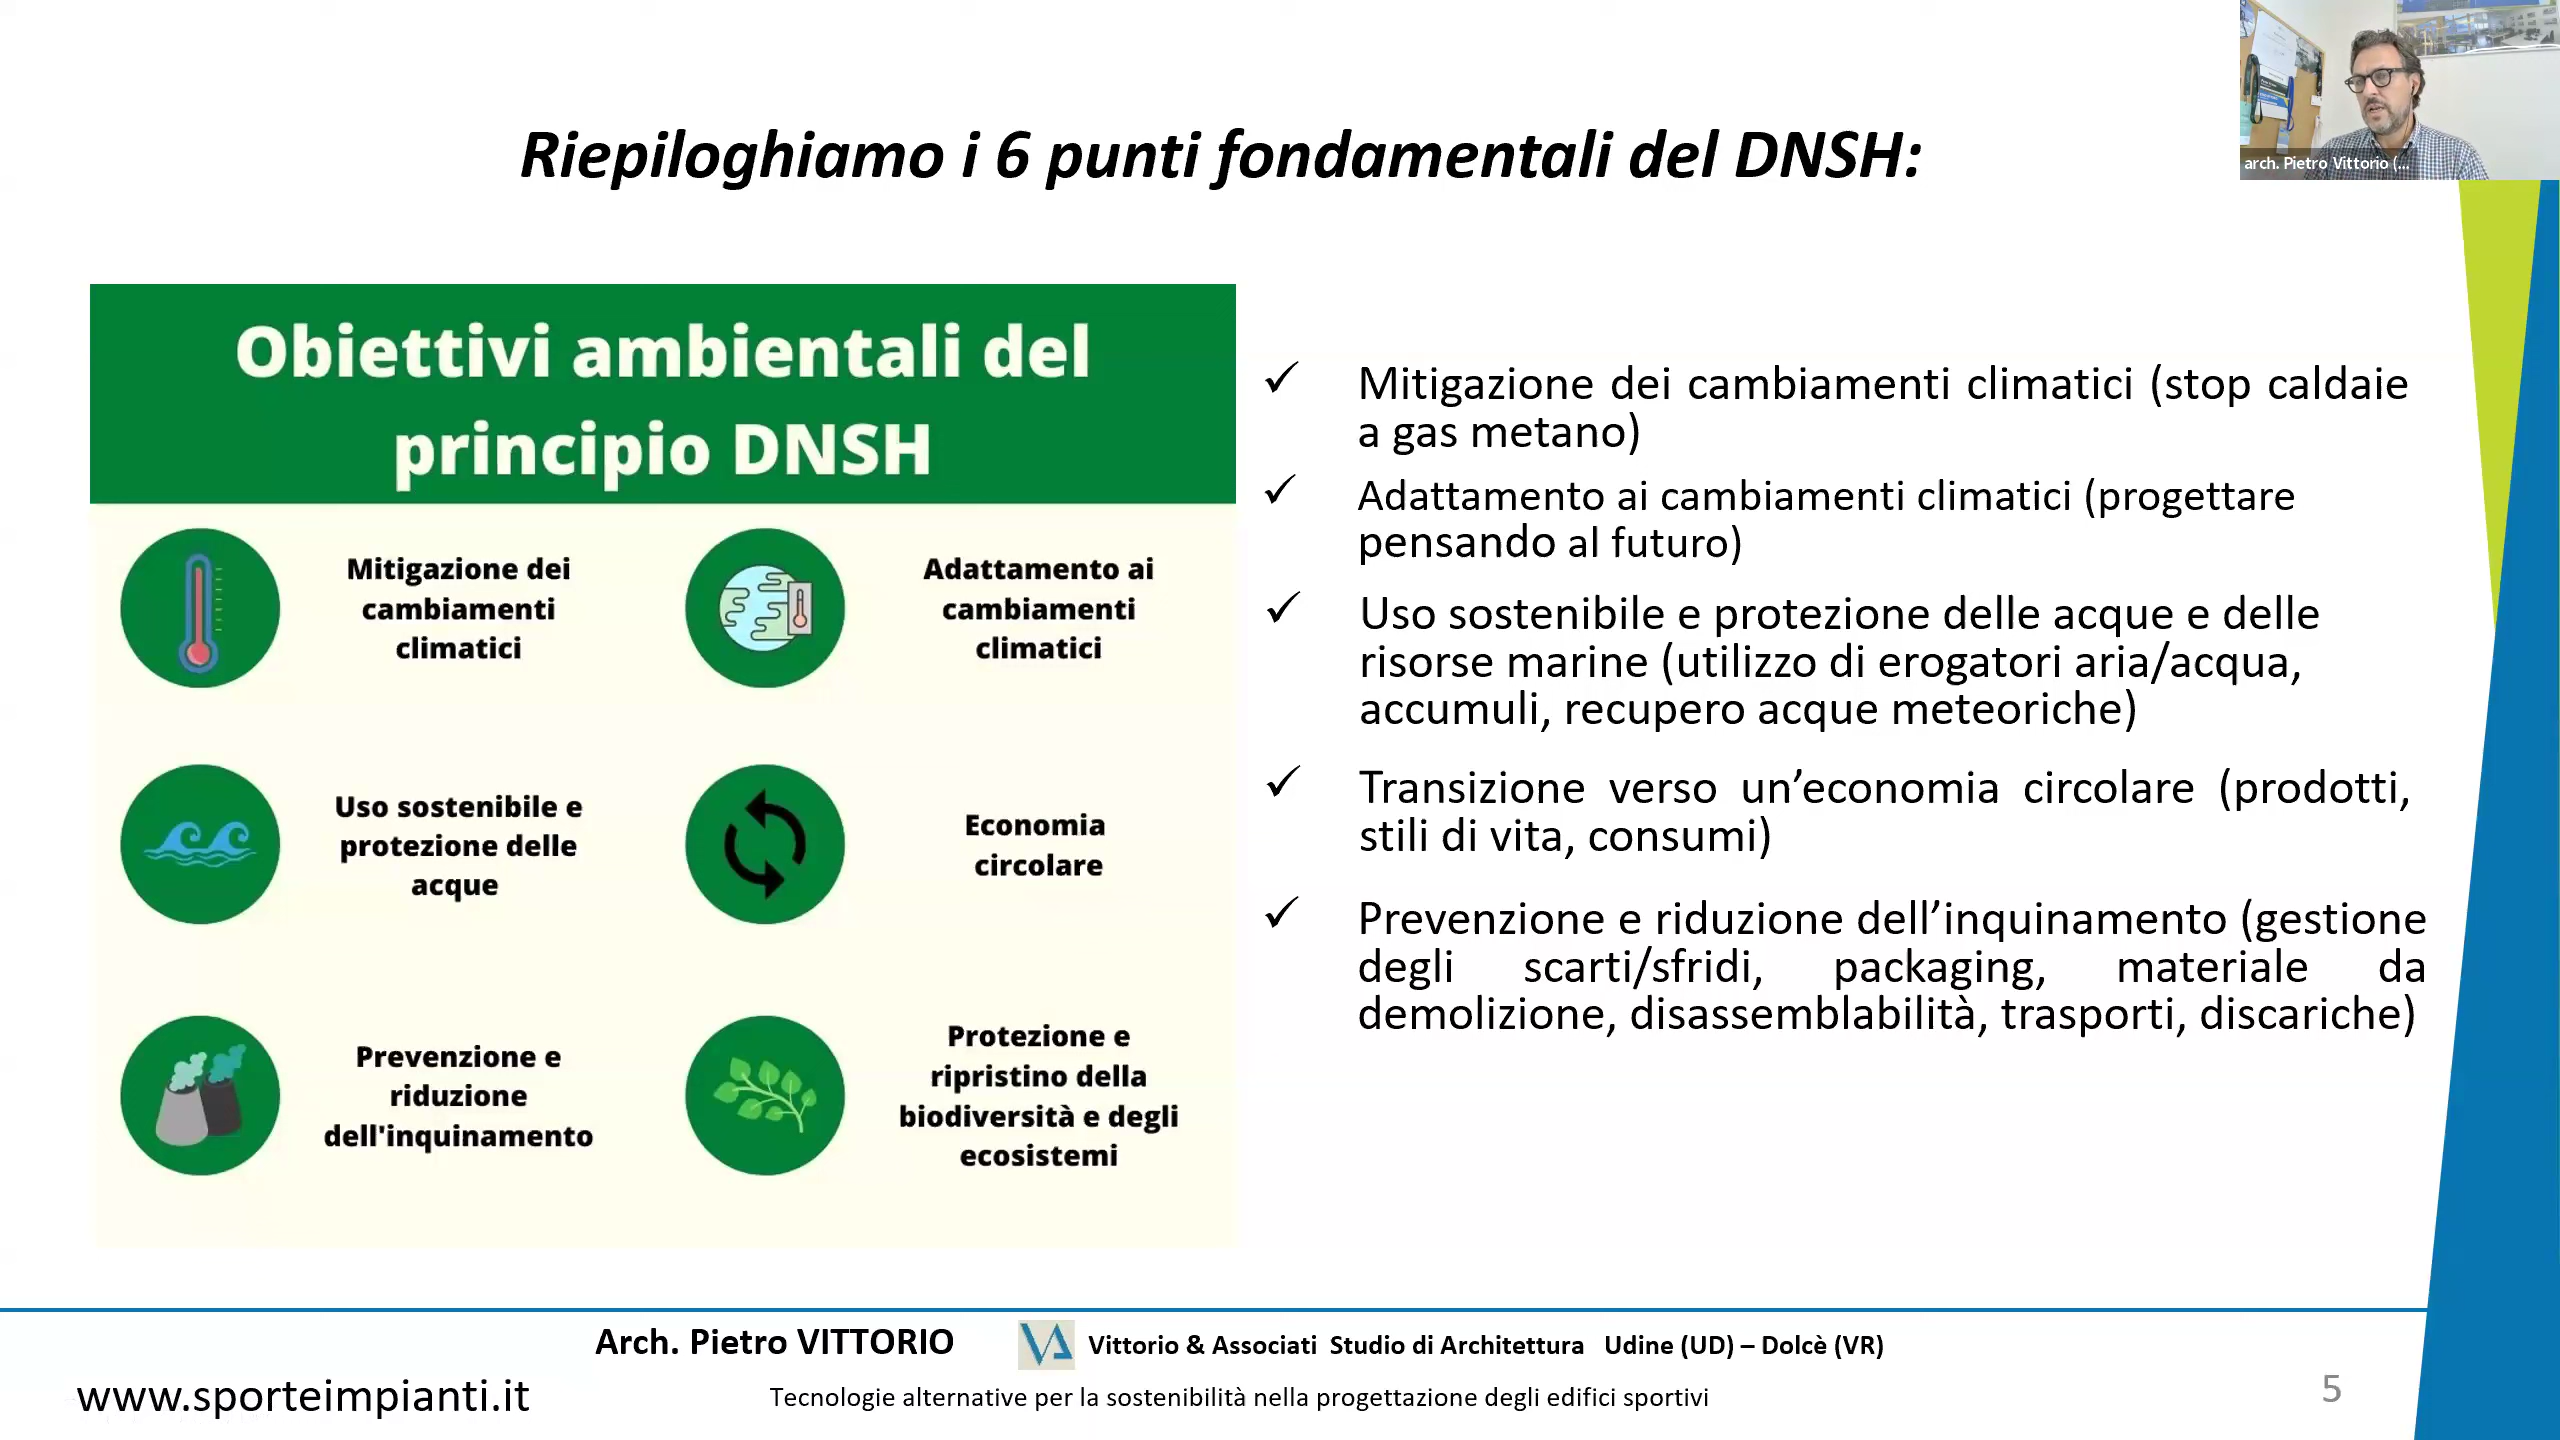 Riepiloghiamo i 6 punti fondamentali del DNSH:
arch. Pietro Vittorio (...
Obiettivi ambientali del
principio DNSH
Mitigazione dei
cambiamenti
climatici
Adattamento ai
cambiamenti
climatici
Uso sostenibile e
protezione delle
acque
Economia
circolare
Prevenzione e
riduzione
dell'inquinamento
Protezione e
ripristino della
biodiversità e degli
ecosistemi
✓ Mitigazione dei cambiamenti climatici (stop caldaie
a gas metano)
✓ Adattamento ai cambiamenti climatici (progettare
pensando al futuro)
✓ Uso sostenibile e protezione delle acque e delle
risorse marine (utilizzo di erogatori aria/acqua,
accumuli, recupero acque meteoriche)
✓ Transizione verso un’economia circolare (prodotti,
stili di vita, consumi)
✓ Prevenzione e riduzione dell’inquinamento (gestione
degli scarti/sfridi, packaging, materiale da
demolizione, disassemblabilità, trasporti, discariche)
Arch. Pietro VITTORIO
VA
Vittorio & Associati Studio di Architettura Udine (UD) – Dolcè (VR)
www.sporteimpianti.it
Tecnologie alternative per la sostenibilità nella progettazione degli edifici sportivi
5